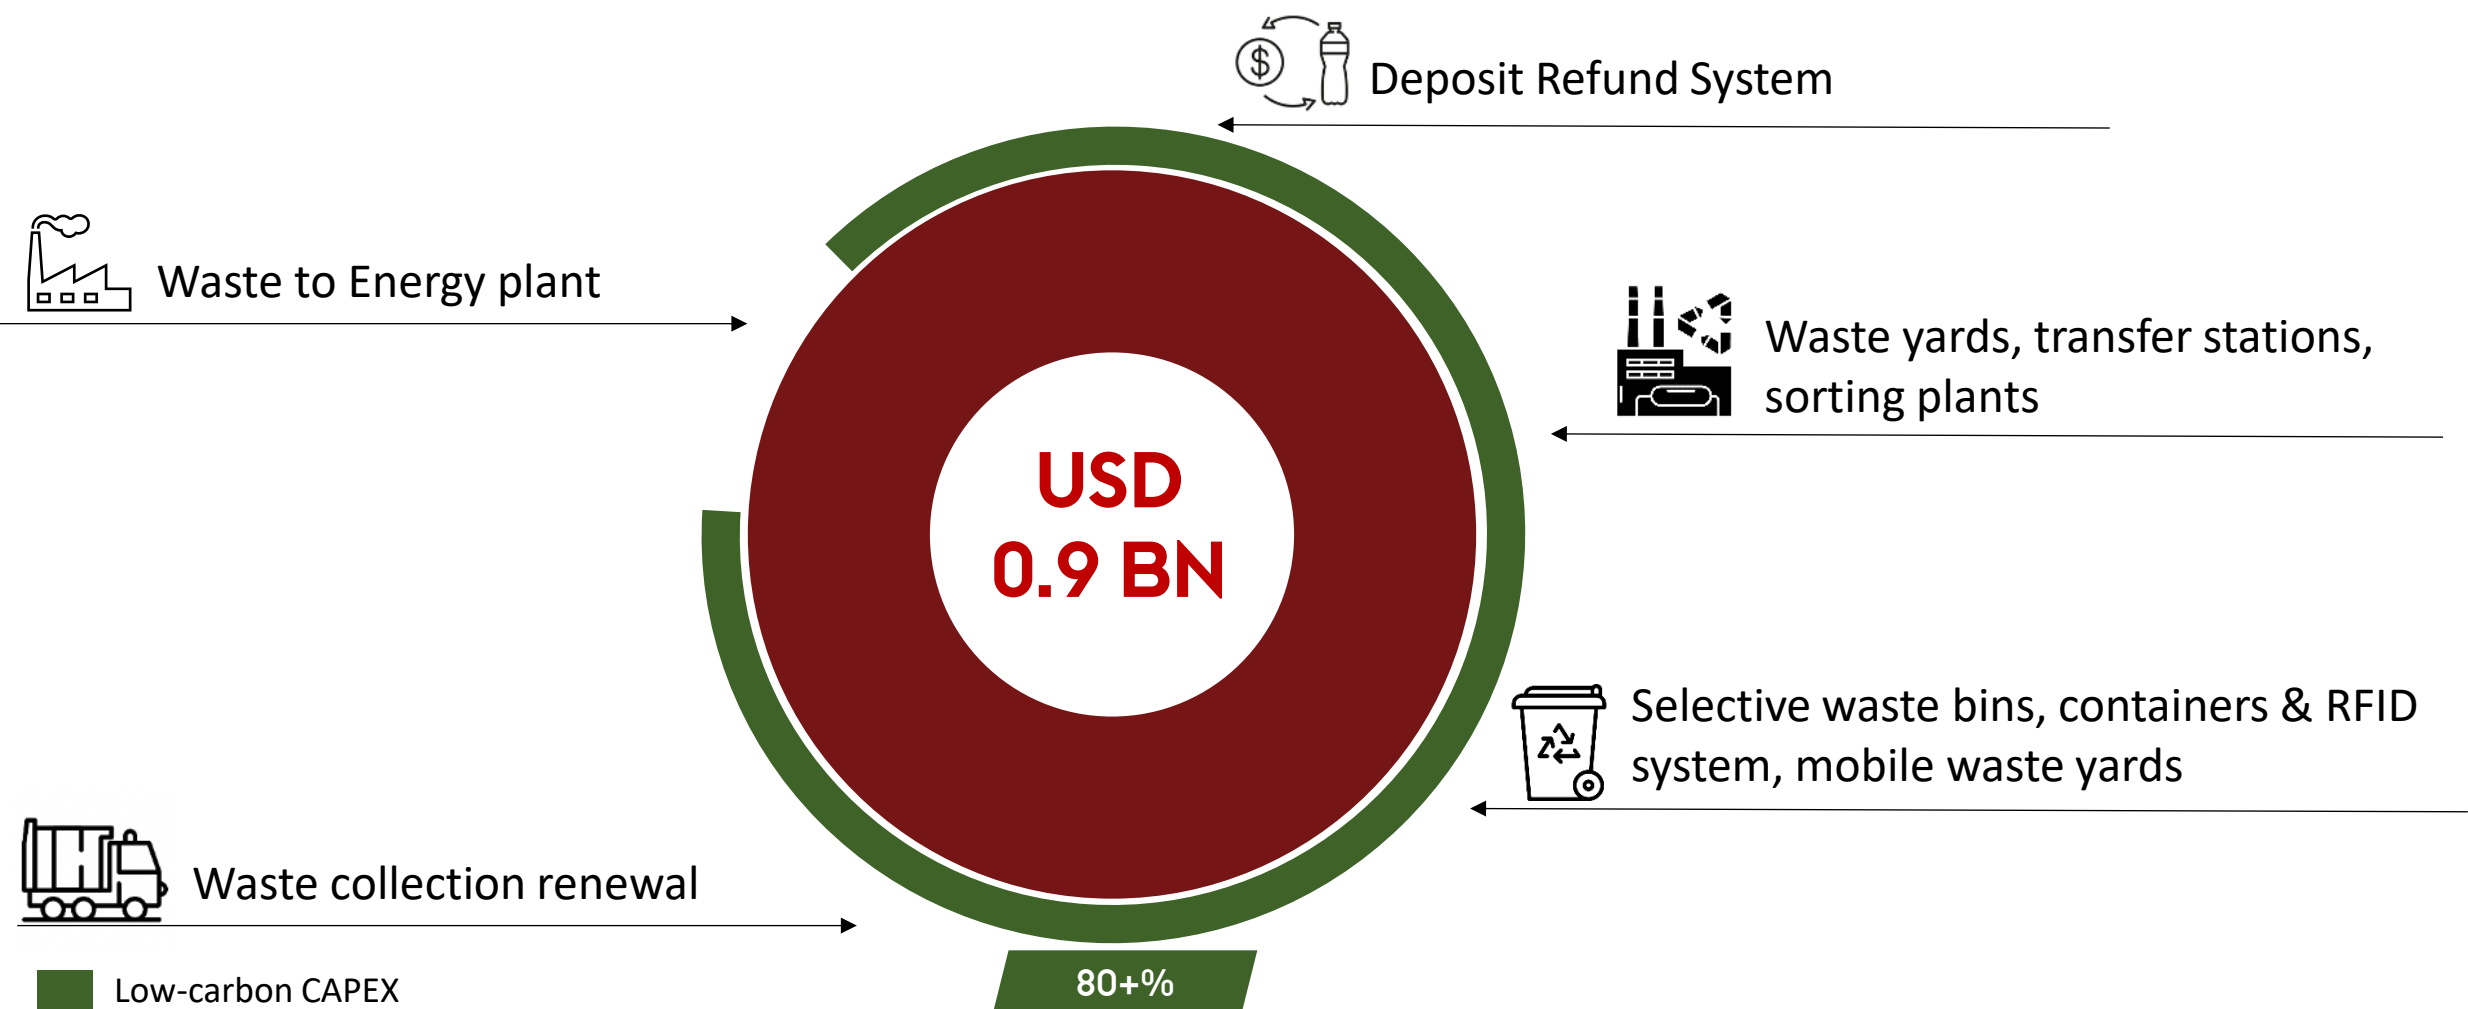 Deposit Refund System
Waste to Energy plant
Waste yards, transfer stations,
sorting plants
USD
0.9 BN
Selective waste bins, containers & RFID
system, mobile waste yards
Waste collection renewal
80+%
Low-carbon CAPEX